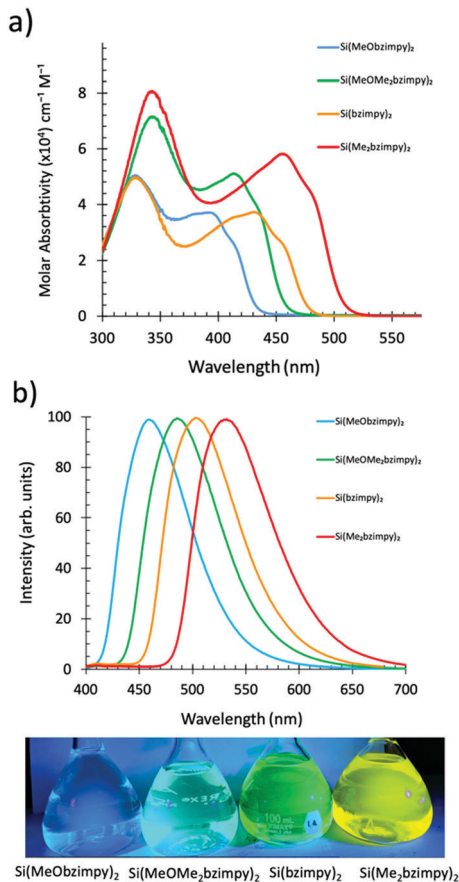 a)
Si(MeObzimpy)₂
Si(MeOMe₂bzimpy)₂
Si(bzimpy)₂
Si(Me₂bzimpy)₂
Molar Absorbtivity (x10⁴) cm⁻¹ M⁻¹
8
6
4
2
0
300 350 400 450 500 550
Wavelength (nm)
b)
Si(MeObzimpy)₂
Si(MeOMe₂bzimpy)₂
Si(bzimpy)₂
Si(Me₂bzimpy)₂
Intensity (arb. units)
100
80
60
40
20
0
400 450 500 550 600 650 700
Wavelength (nm)
100 mL
Si(MeObzimpy)₂ Si(MeOMe₂bzimpy)₂ Si(bzimpy)₂ Si(Me₂bzimpy)₂